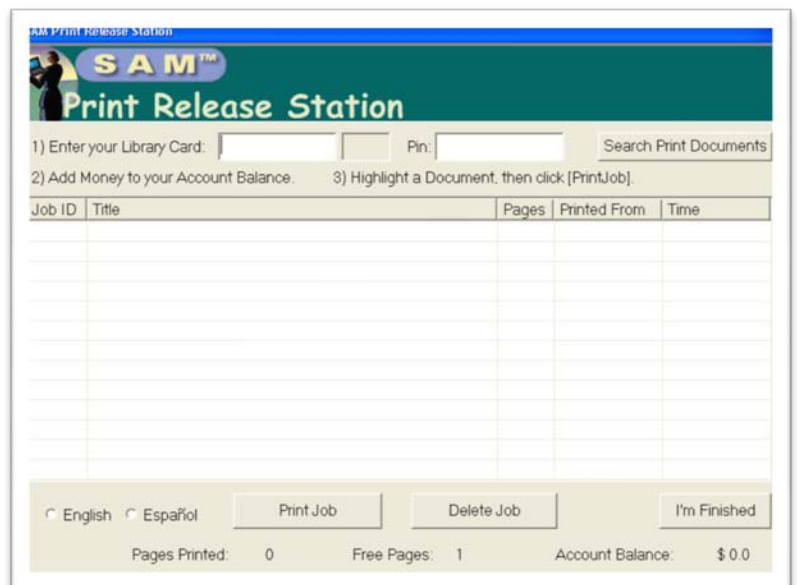 SAM Print Release Station
S A M™
Print Release Station
1) Enter your Library Card: Pin: Search Print Documents
2) Add Money to your Account Balance. 3) Highlight a Document, then click [PrintJob].
Job ID Title Pages Printed From Time
English Español Print Job Delete Job I'm Finished
Pages Printed: 0 Free Pages: 1 Account Balance: $ 0.0